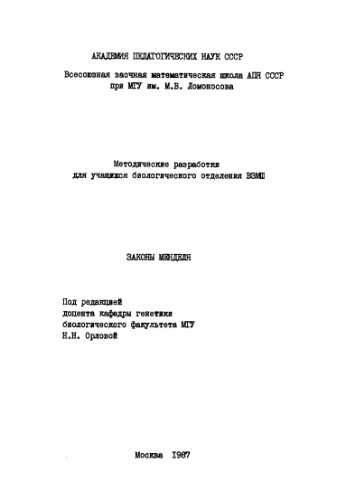 АКАДЕМИЯ ПЕДАГОГИЧЕСКИХ НАУК СССР
Всесоюзная заочная математическая школа АПН СССР
при МГУ им. М.В. Ломоносова
Методические разработки
для учащихся биологического отделения ВЗМШ
ЗАКОНЫ МЕНДЕЛЯ
Под редакцией
доцента кафедры генетики
биологического факультета МГУ
Н.Н. Орловой
Москва 1987